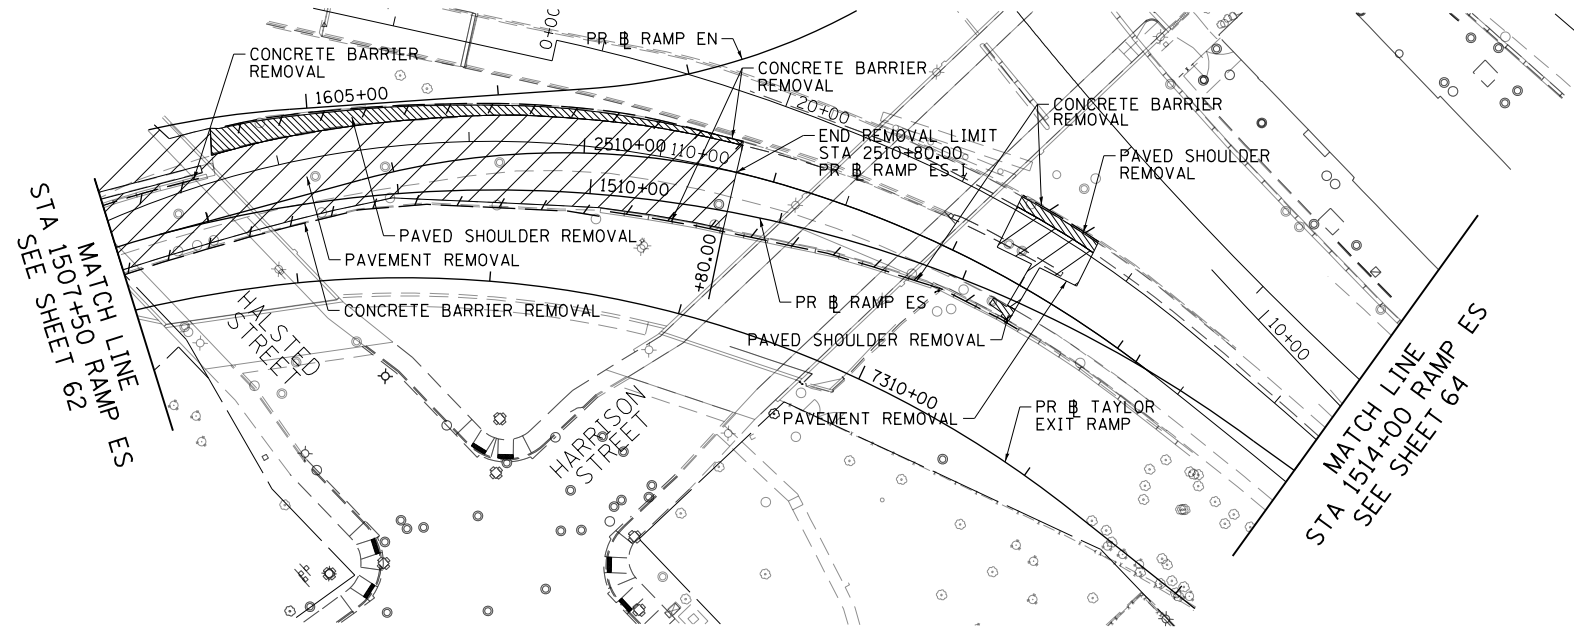 PR ℄ RAMP EN
0+00
CONCRETE BARRIER
REMOVAL
CONCRETE BARRIER
REMOVAL
1605+00
20+00
CONCRETE BARRIER
REMOVAL
END REMOVAL LIMIT
STA 2510+80.00
PR ℄ RAMP ES-1
2510+00
110+00
PAVED SHOULDER
REMOVAL
1510+00
PAVED SHOULDER REMOVAL
PAVEMENT REMOVAL
+80.00
CONCRETE BARRIER REMOVAL
PR ℄ RAMP ES
PAVED SHOULDER REMOVAL
10+00
7310+00
PAVEMENT REMOVAL
PR ℄ TAYLOR
EXIT RAMP
HALSTED
STREET
HARRISON
STREET
MATCH LINE
STA 1507+50 RAMP ES
SEE SHEET 62
MATCH LINE
STA 1514+00 RAMP ES
SEE SHEET 64